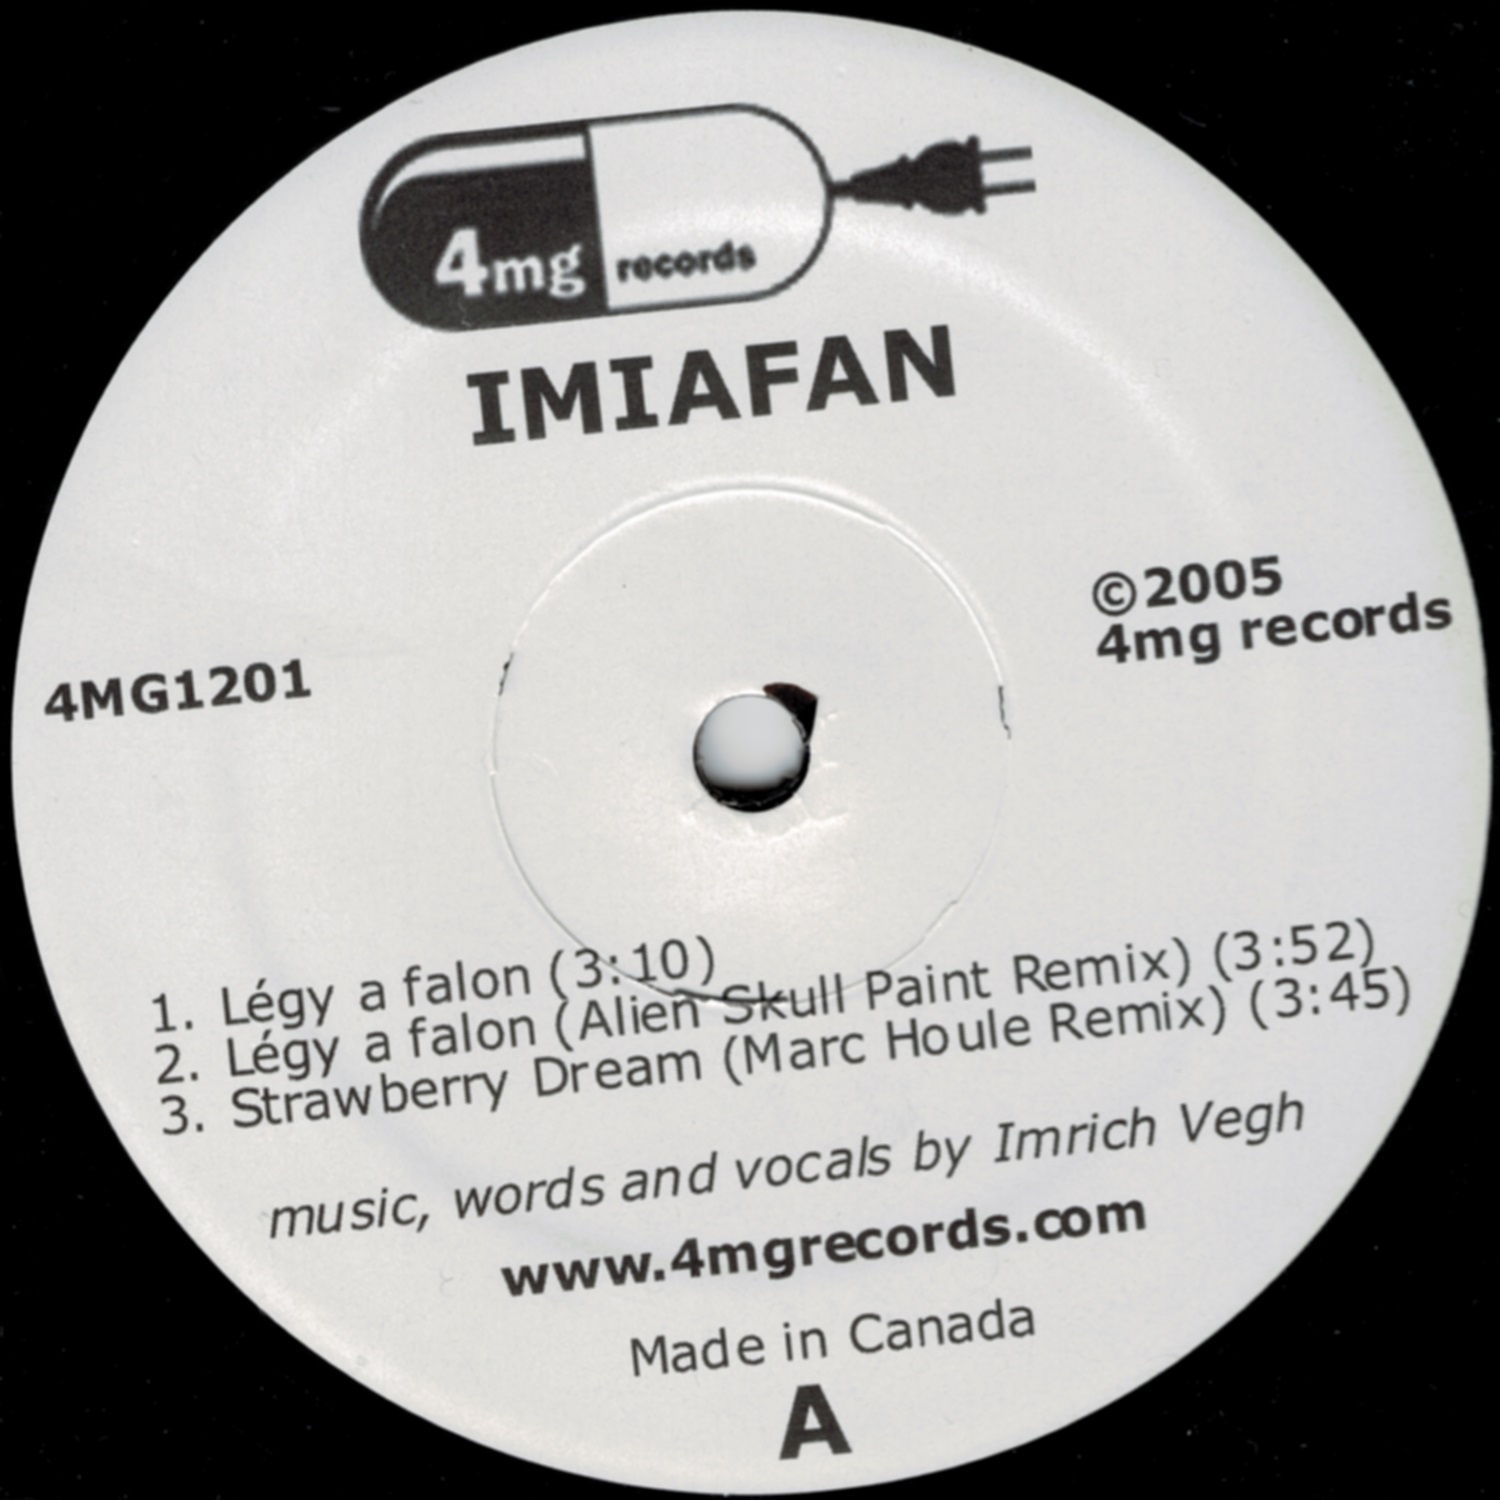 4mg records
IMIAFAN
©2005
4mg records
4MG1201
1. Légy a falon (3:10)
2. Légy a falon (Alien Skull Paint Remix) (3:52)
3. Strawberry Dream (Marc Houle Remix) (3:45)
music, words and vocals by Imrich Vegh
www.4mgrecords.com
Made in Canada
A